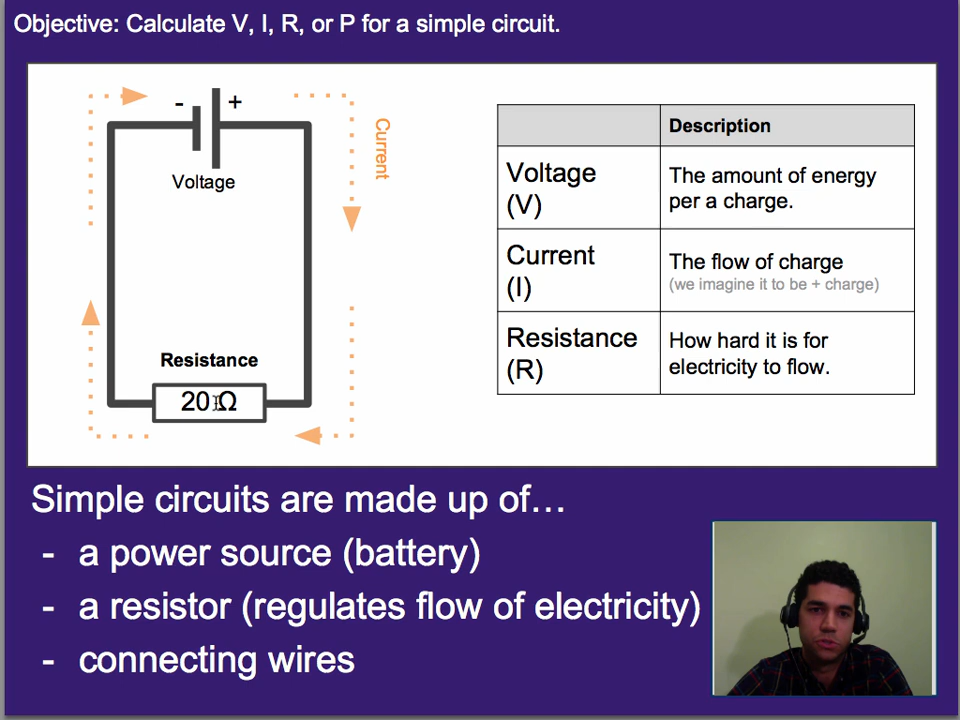 Objective: Calculate V, I, R, or P for a simple circuit.
- +
Voltage
Current
Resistance
20 Ω
Description
Voltage
(V)
The amount of energy
per a charge.
Current
(I)
The flow of charge
(we imagine it to be + charge)
Resistance
(R)
How hard it is for
electricity to flow.
Simple circuits are made up of…
- a power source (battery)
- a resistor (regulates flow of electricity)
- connecting wires